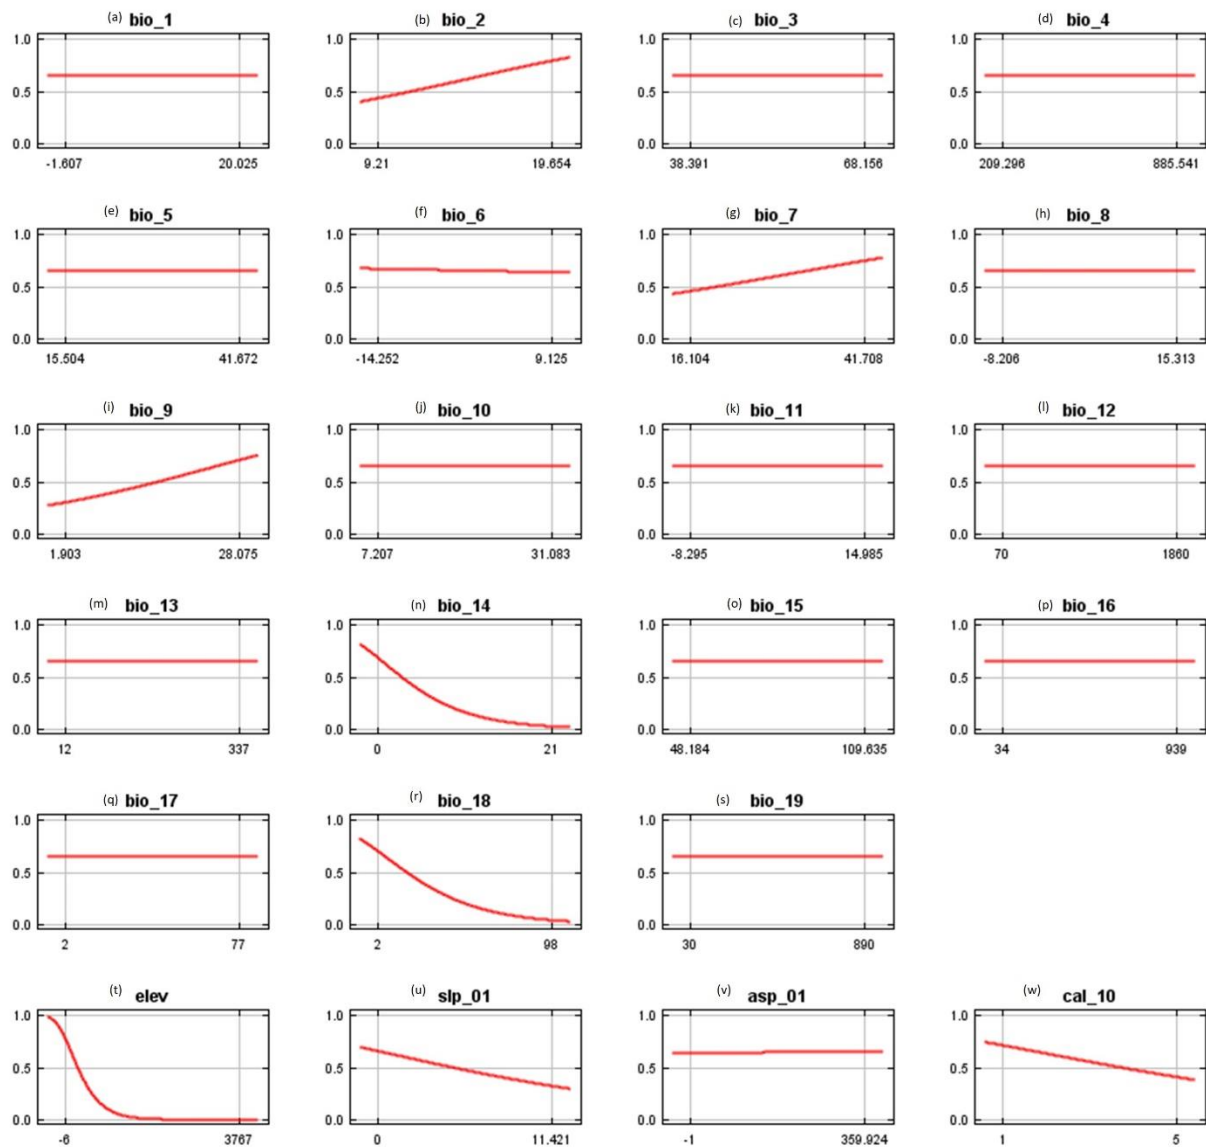 (a) bio_1 (b) bio_2 (c) bio_3 (d) bio_4
1.0 1.0 1.0 1.0
0.5 0.5 0.5 0.5
0.0 0.0 0.0 0.0
-1.607 20.025 9.21 19.654 38.391 68.156 209.296 885.541
(e) bio_5 (f) bio_6 (g) bio_7 (h) bio_8
1.0 1.0 1.0 1.0
0.5 0.5 0.5 0.5
0.0 0.0 0.0 0.0
15.504 41.672 -14.252 9.125 16.104 41.708 -8.206 15.313
(i) bio_9 (j) bio_10 (k) bio_11 (l) bio_12
1.0 1.0 1.0 1.0
0.5 0.5 0.5 0.5
0.0 0.0 0.0 0.0
1.903 28.075 7.207 31.083 -8.295 14.985 70 1860
(m) bio_13 (n) bio_14 (o) bio_15 (p) bio_16
1.0 1.0 1.0 1.0
0.5 0.5 0.5 0.5
0.0 0.0 0.0 0.0
12 337 0 21 48.184 109.635 34 939
(q) bio_17 (r) bio_18 (s) bio_19
1.0 1.0 1.0
0.5 0.5 0.5
0.0 0.0 0.0
2 77 2 98 30 890
(t) elev (u) slp_01 (v) asp_01 (w) cal_10
1.0 1.0 1.0 1.0
0.5 0.5 0.5 0.5
0.0 0.0 0.0 0.0
-6 3767 0 11.421 -1 359.924 1 5